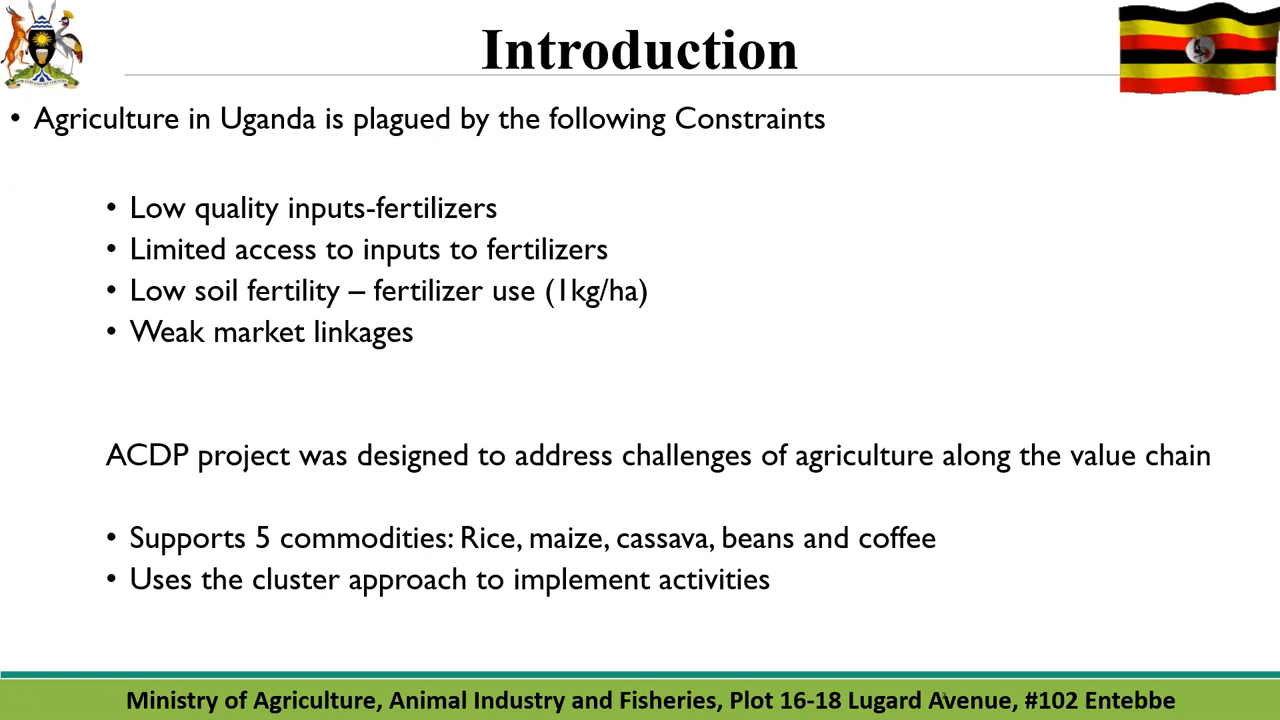 Introduction
• Agriculture in Uganda is plagued by the following Constraints
• Low quality inputs-fertilizers
• Limited access to inputs to fertilizers
• Low soil fertility – fertilizer use (1kg/ha)
• Weak market linkages
ACDP project was designed to address challenges of agriculture along the value chain
• Supports 5 commodities: Rice, maize, cassava, beans and coffee
• Uses the cluster approach to implement activities
Ministry of Agriculture, Animal Industry and Fisheries, Plot 16-18 Lugard Avenue, #102 Entebbe